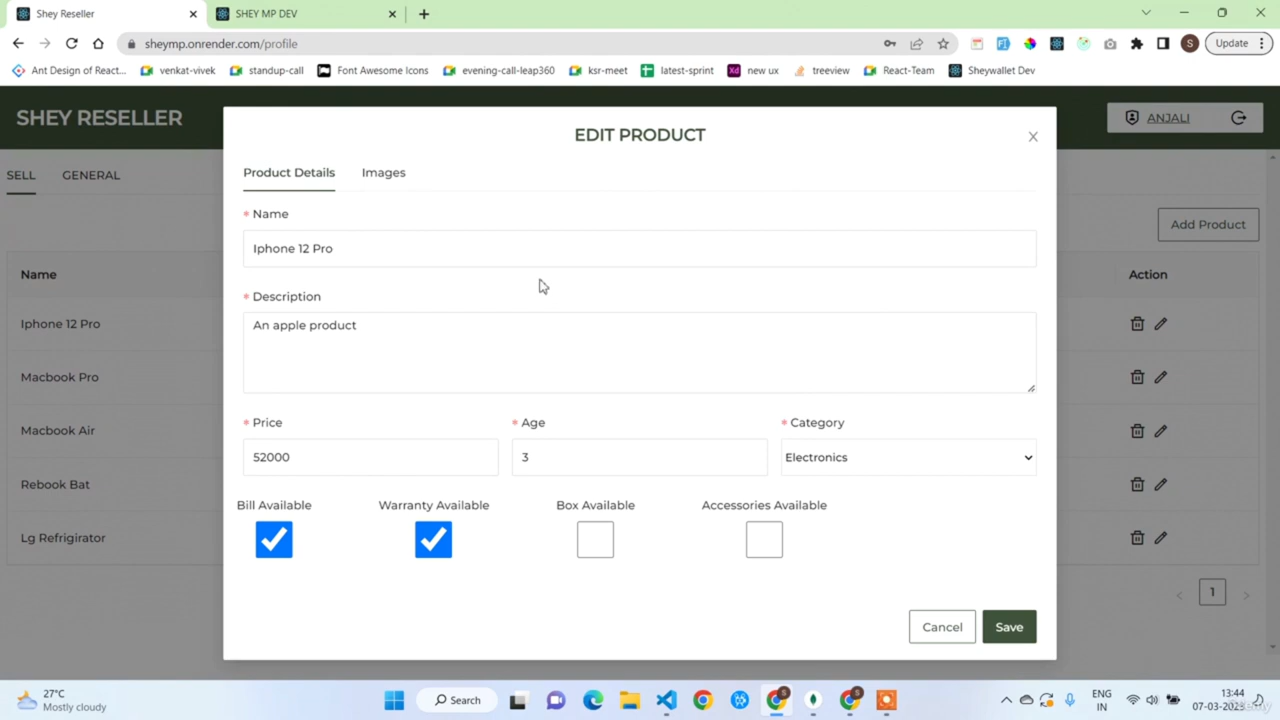 Shey Reseller
SHEY MP DEV
sheymp.onrender.com/profile
S
Update
Ant Design of React...
venkat-vivek
standup-call
Font Awesome Icons
evening-call-leap360
ksr-meet
latest-sprint
Xd new ux
treeview
React-Team
Sheywallet Dev
SHEY RESELLER
ANJALI
EDIT PRODUCT
SELL
GENERAL
Product Details
Images
Add Product
* Name
Iphone 12 Pro
Name
Action
* Description
An apple product
Iphone 12 Pro
Macbook Pro
Macbook Air
Rebook Bat
Lg Refrigirator
* Price
* Age
* Category
52000
3
Electronics
Bill Available
Warranty Available
Box Available
Accessories Available
< 1 >
Cancel
Save
27°C
Mostly cloudy
Search
ENG
IN
13:44
07-03-2023